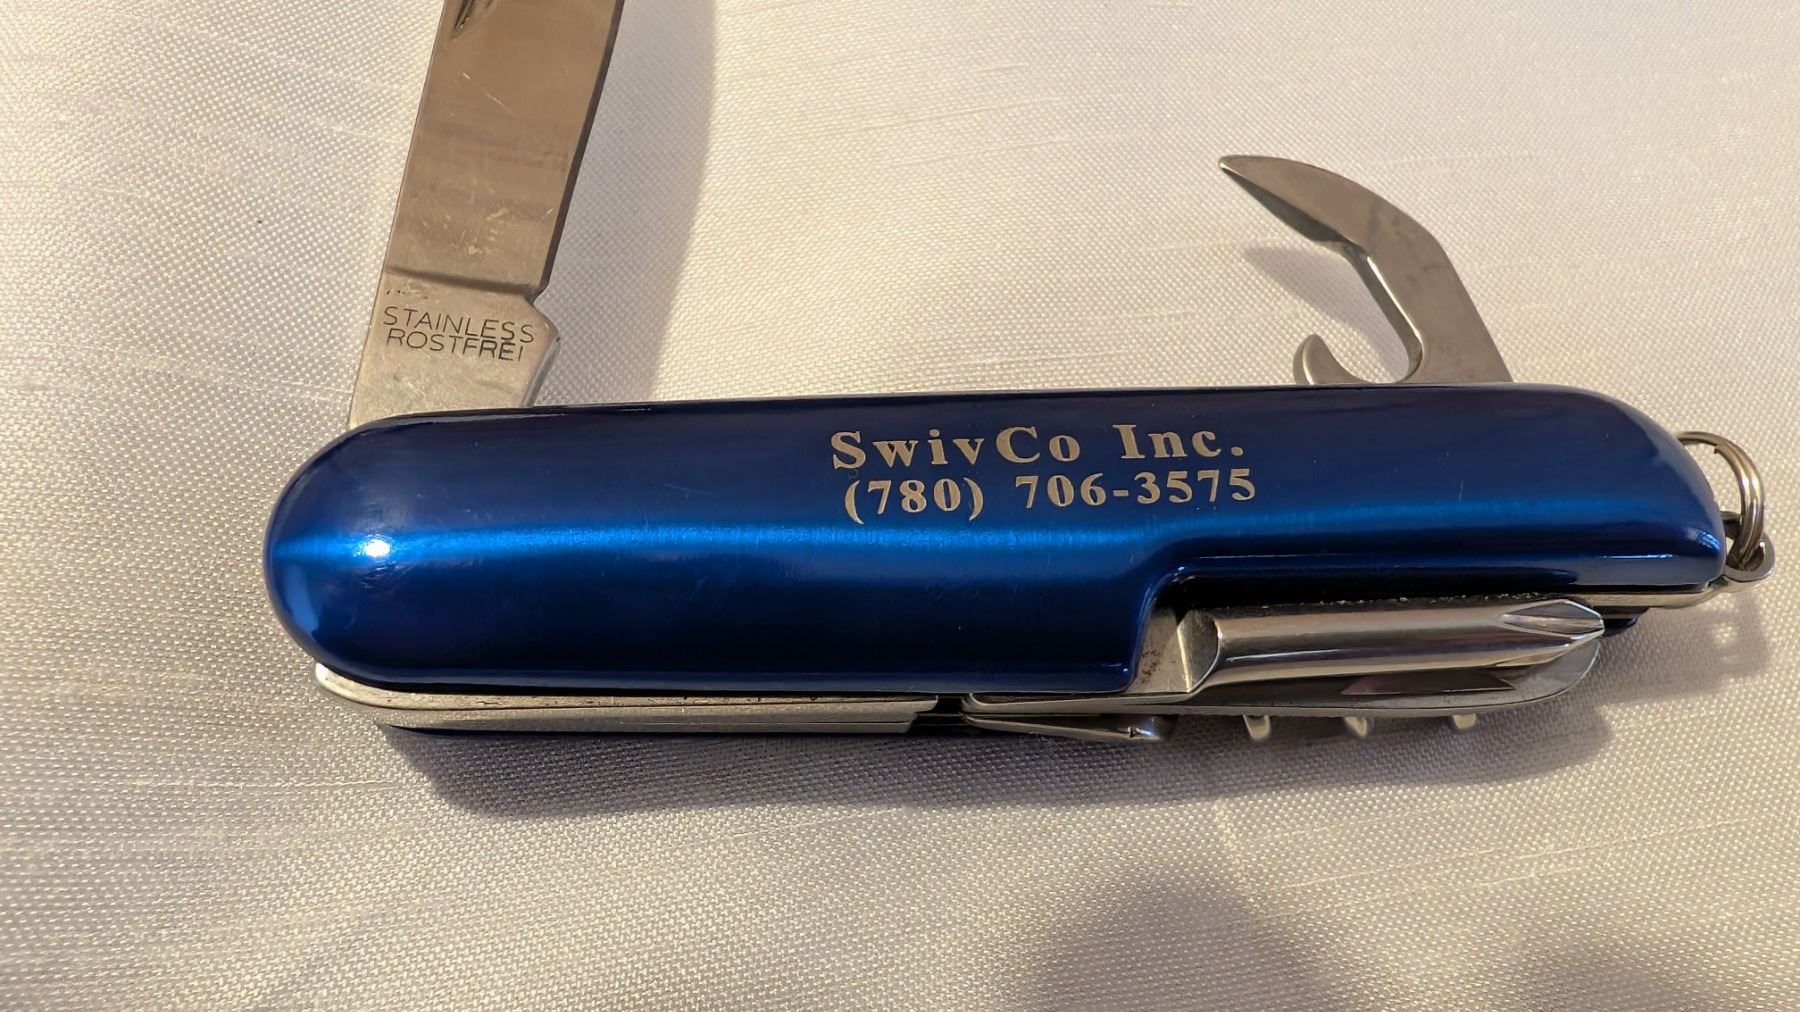 STAINLESS
ROSTFREI
SwivCo Inc.
(780) 706-3575